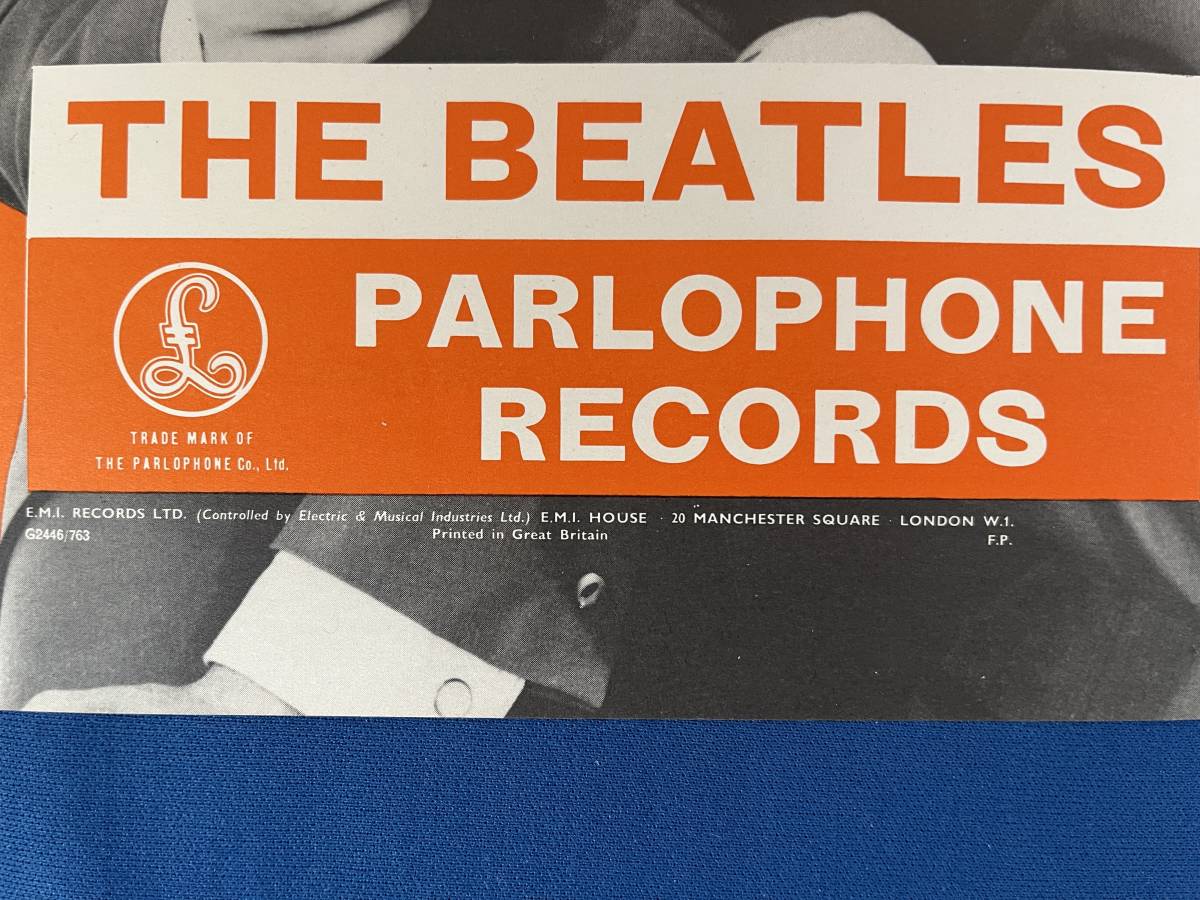 THE BEATLES
PARLOPHONE
RECORDS
£
TRADE MARK OF
THE PARLOPHONE Co., Ltd.
E.M.I. RECORDS LTD. (Controlled by Electric & Musical Industries Ltd.) E.M.I. HOUSE · 20 MANCHESTER SQUARE · LONDON W.1.
G2446/763 Printed in Great Britain F.P.